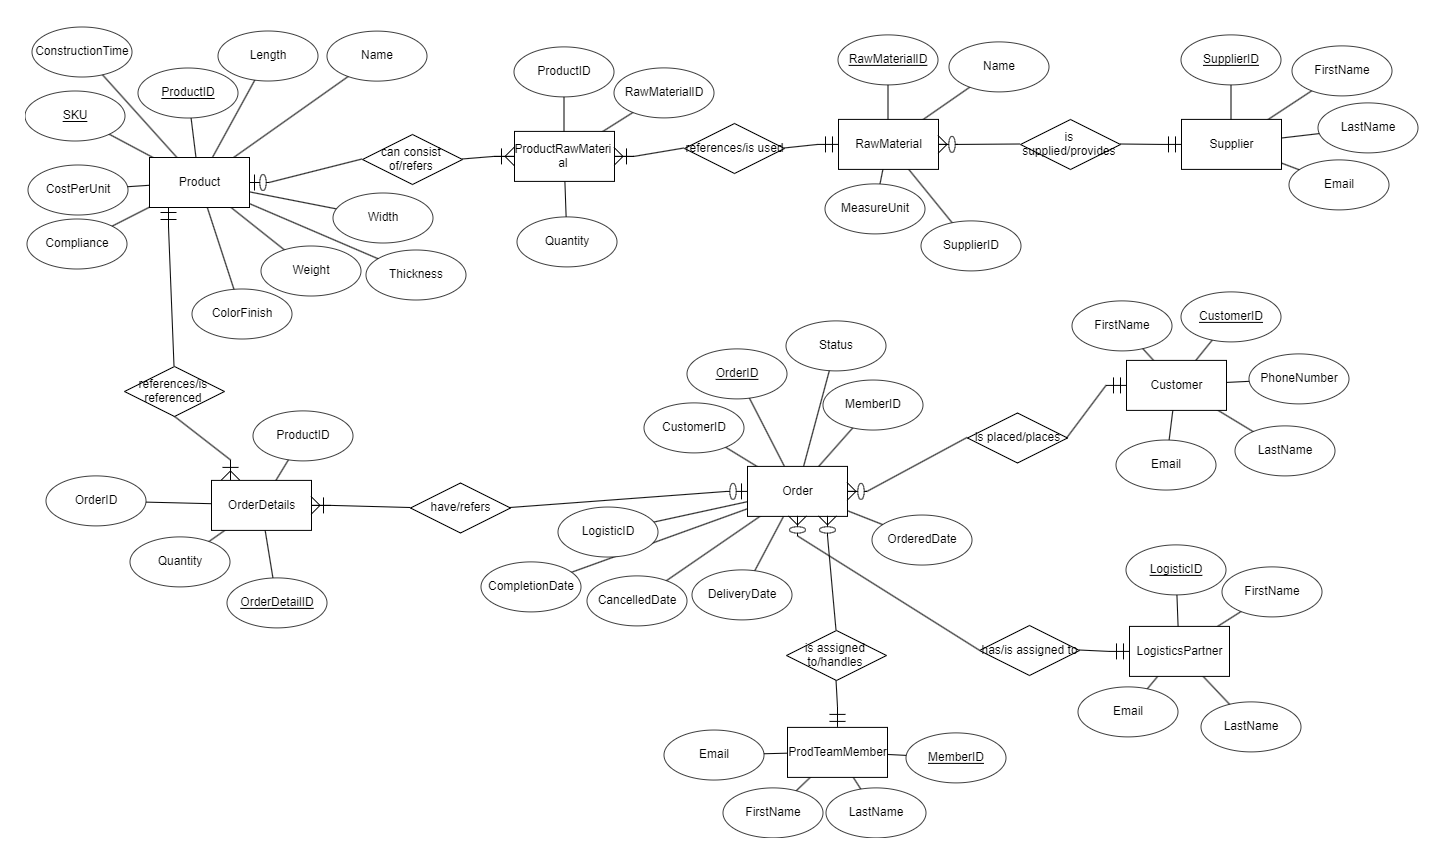 ConstructionTime
Length
Name
ProductID
SKU
CostPerUnit
Product
Compliance
Width
Weight
Thickness
ColorFinish
can consist
of/refers
ProductID
RawMaterialID
ProductRawMateri
al
Quantity
references/is used
RawMaterialID
Name
RawMaterial
MeasureUnit
SupplierID
is
supplied/provides
SupplierID
FirstName
LastName
Supplier
Email
references/is
referenced
ProductID
OrderID
OrderDetails
Quantity
OrderDetailID
have/refers
Status
OrderID
MemberID
CustomerID
Order
LogisticID
OrderedDate
CompletionDate
CancelledDate
DeliveryDate
is placed/places
FirstName
CustomerID
Customer
PhoneNumber
LastName
Email
is assigned
to/handles
has/is assigned to
LogisticID
FirstName
LogisticsPartner
Email
LastName
Email
ProdTeamMember
MemberID
FirstName
LastName